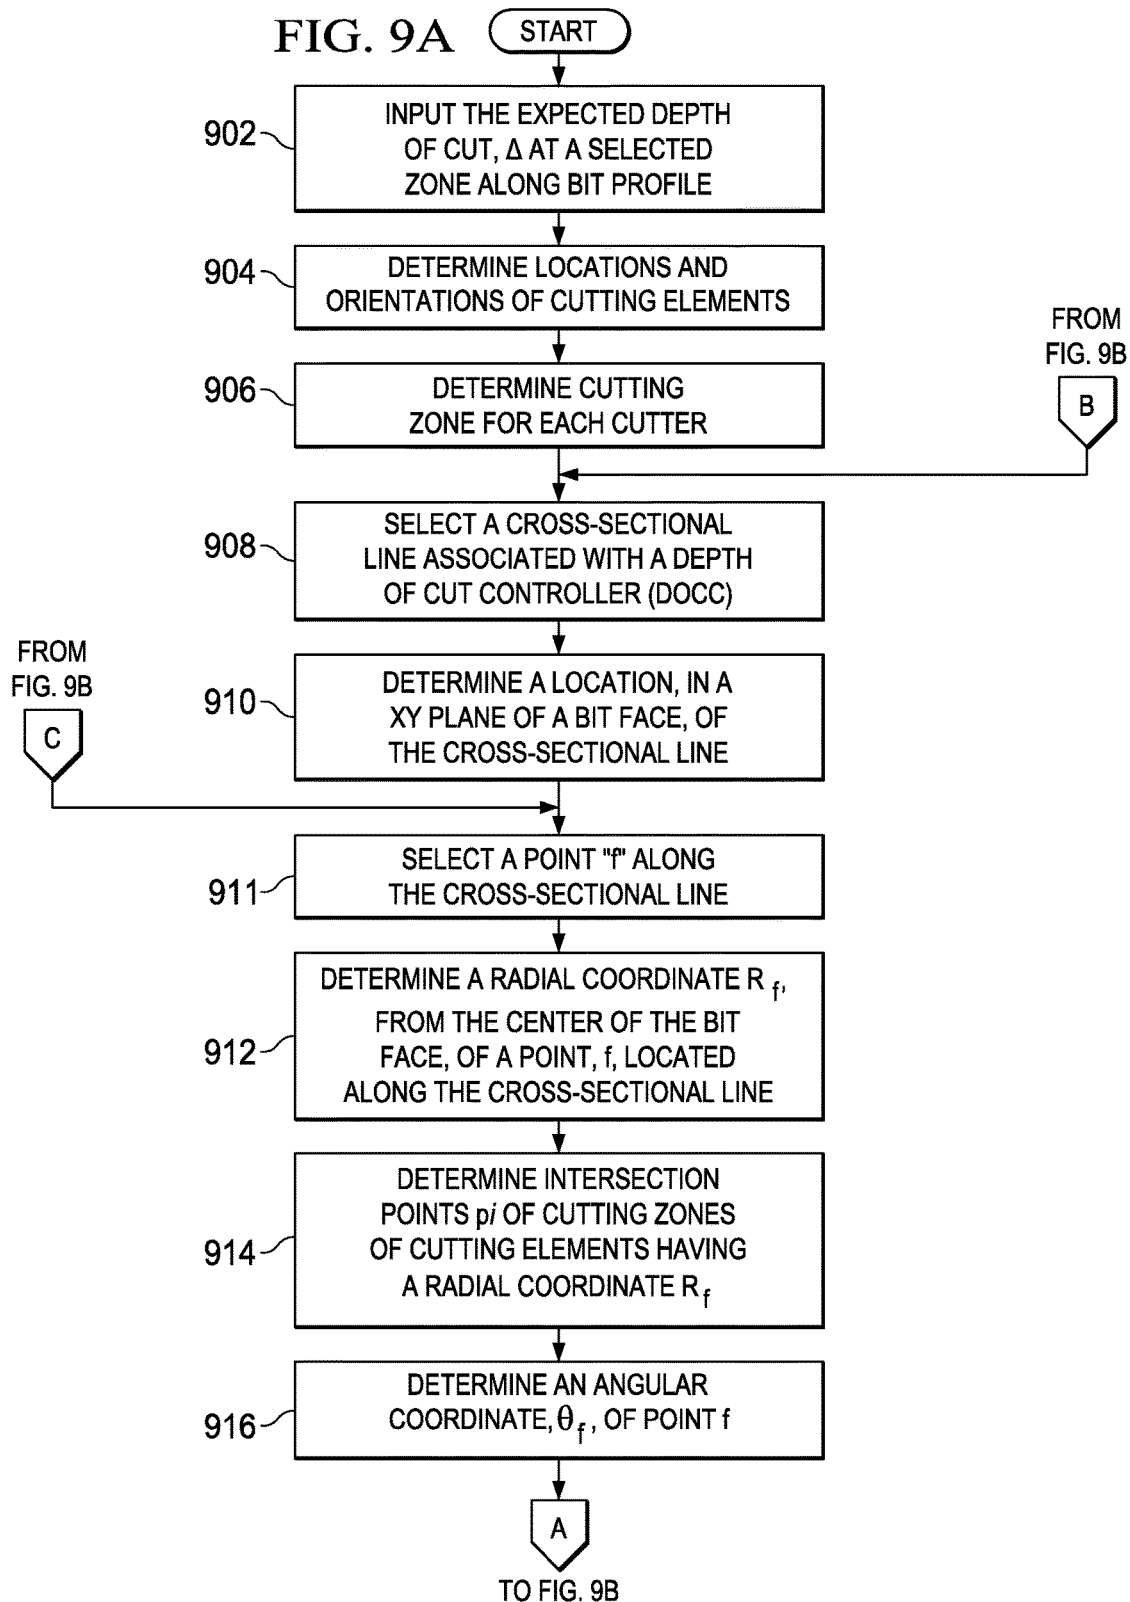 FIG. 9A
START
902
INPUT THE EXPECTED DEPTH
OF CUT, Δ AT A SELECTED
ZONE ALONG BIT PROFILE
904
DETERMINE LOCATIONS AND
ORIENTATIONS OF CUTTING ELEMENTS
906
DETERMINE CUTTING
ZONE FOR EACH CUTTER
FROM
FIG. 9B
B
908
SELECT A CROSS-SECTIONAL
LINE ASSOCIATED WITH A DEPTH
OF CUT CONTROLLER (DOCC)
FROM
FIG. 9B
C
910
DETERMINE A LOCATION, IN A
XY PLANE OF A BIT FACE, OF
THE CROSS-SECTIONAL LINE
911
SELECT A POINT "f" ALONG
THE CROSS-SECTIONAL LINE
912
DETERMINE A RADIAL COORDINATE R f,
FROM THE CENTER OF THE BIT
FACE, OF A POINT, f, LOCATED
ALONG THE CROSS-SECTIONAL LINE
914
DETERMINE INTERSECTION
POINTS pi OF CUTTING ZONES
OF CUTTING ELEMENTS HAVING
A RADIAL COORDINATE R f
916
DETERMINE AN ANGULAR
COORDINATE, θ f, OF POINT f
A
TO FIG. 9B